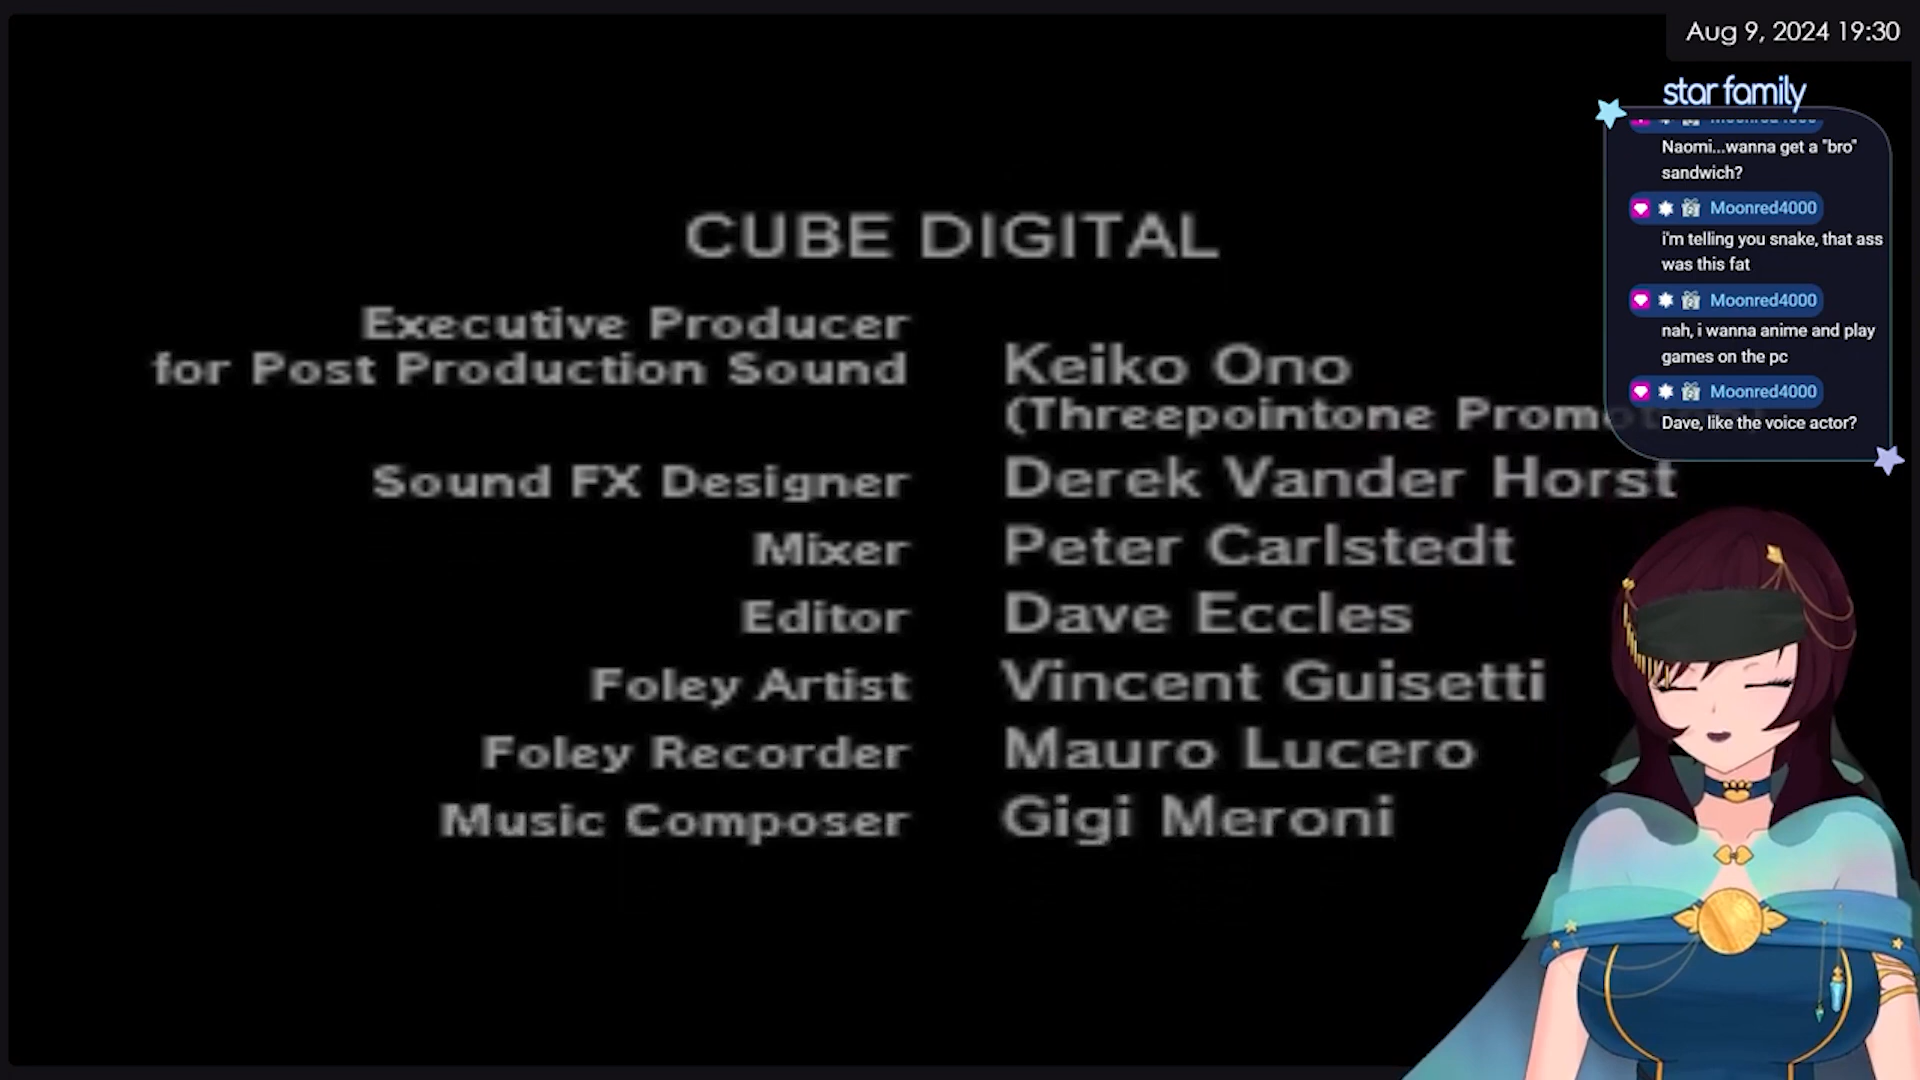 Aug 9, 2024 19:30
star family
Naomi...wanna get a "bro"
sandwich?
Moonred4000
i'm telling you snake, that ass
was this fat
Moonred4000
nah, i wanna anime and play
games on the pc
Moonred4000
Dave, like the voice actor?
CUBE DIGITAL
Executive Producer
for Post Production Sound Keiko Ono
(Threepointone
Sound FX Designer Derek Vander Horst
Mixer Peter Carlstedt
Editor Dave Eccles
Foley Artist Vincent Guisetti
Foley Recorder Mauro Lucero
Music Composer Gigi Meroni